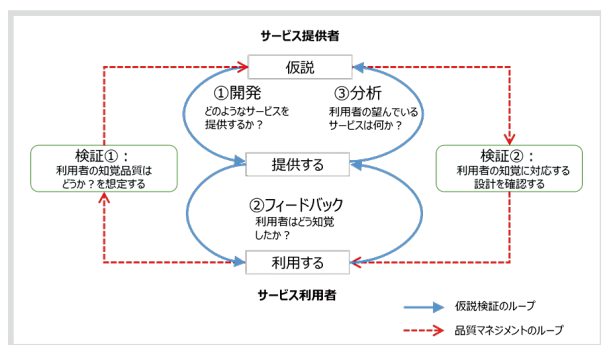 サービス提供者
仮説
①開発
どのようなサービスを
提供するか？
③分析
利用者の望んでいる
サービスは何か？
検証①：
利用者の知覚品質は
どうか？を想定する
提供する
検証②：
利用者の知覚に対応する
設計を確認する
②フィードバック
利用者はどう知覚
したか？
利用する
サービス利用者
仮説検証のループ
品質マネジメントのループ